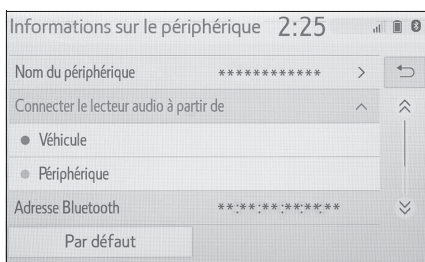 Informations sur le périphérique 2:25
Nom du périphérique ************ >
Connecter le lecteur audio à partir de
Véhicule
Périphérique
Adresse Bluetooth **:**:**:**:**:**
Par défaut